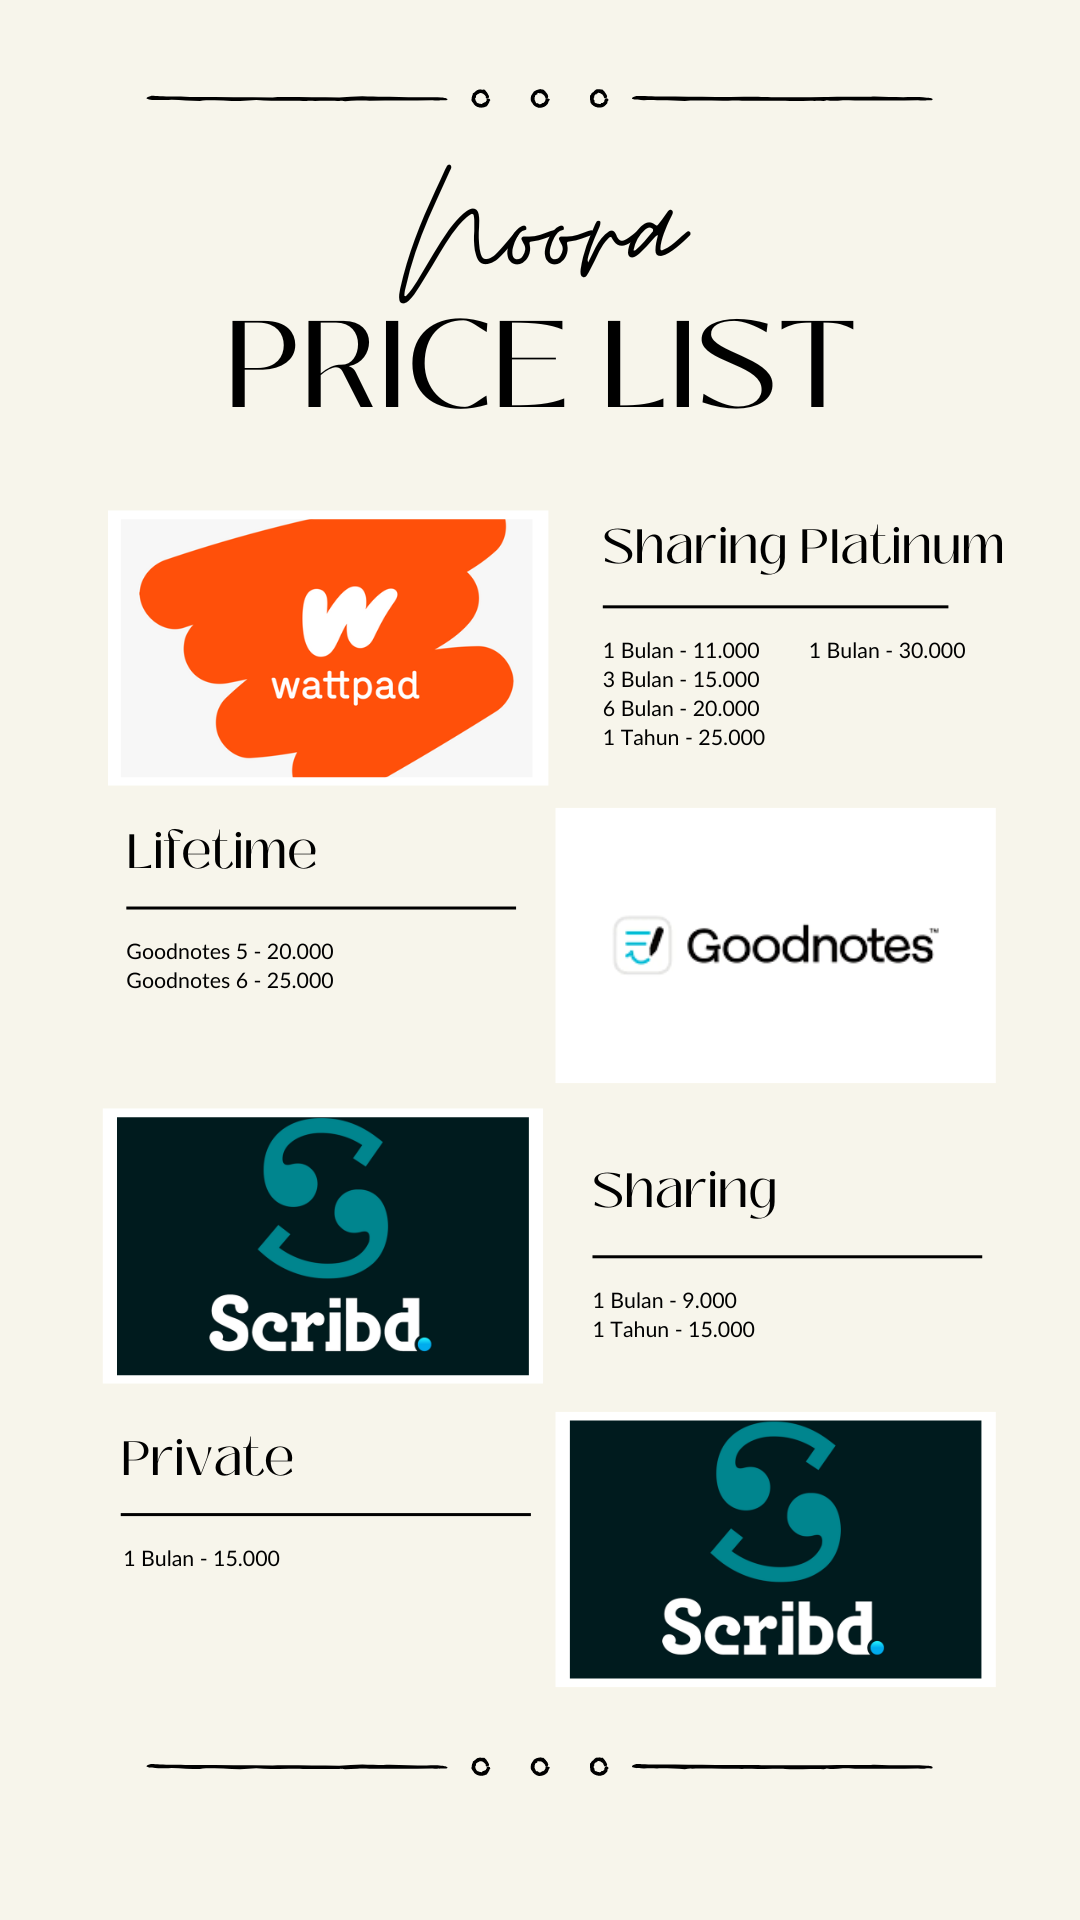 Noord
PRICE LIST
wattpad
Sharing Platinum
1 Bulan - 11.000
3 Bulan - 15.000
6 Bulan - 20.000
1 Tahun - 25.000
1 Bulan - 30.000
Lifetime
Goodnotes 5 - 20.000
Goodnotes 6 - 25.000
Goodnotes™
Scribd.
Sharing
1 Bulan - 9.000
1 Tahun - 15.000
Private
1 Bulan - 15.000
Scribd.